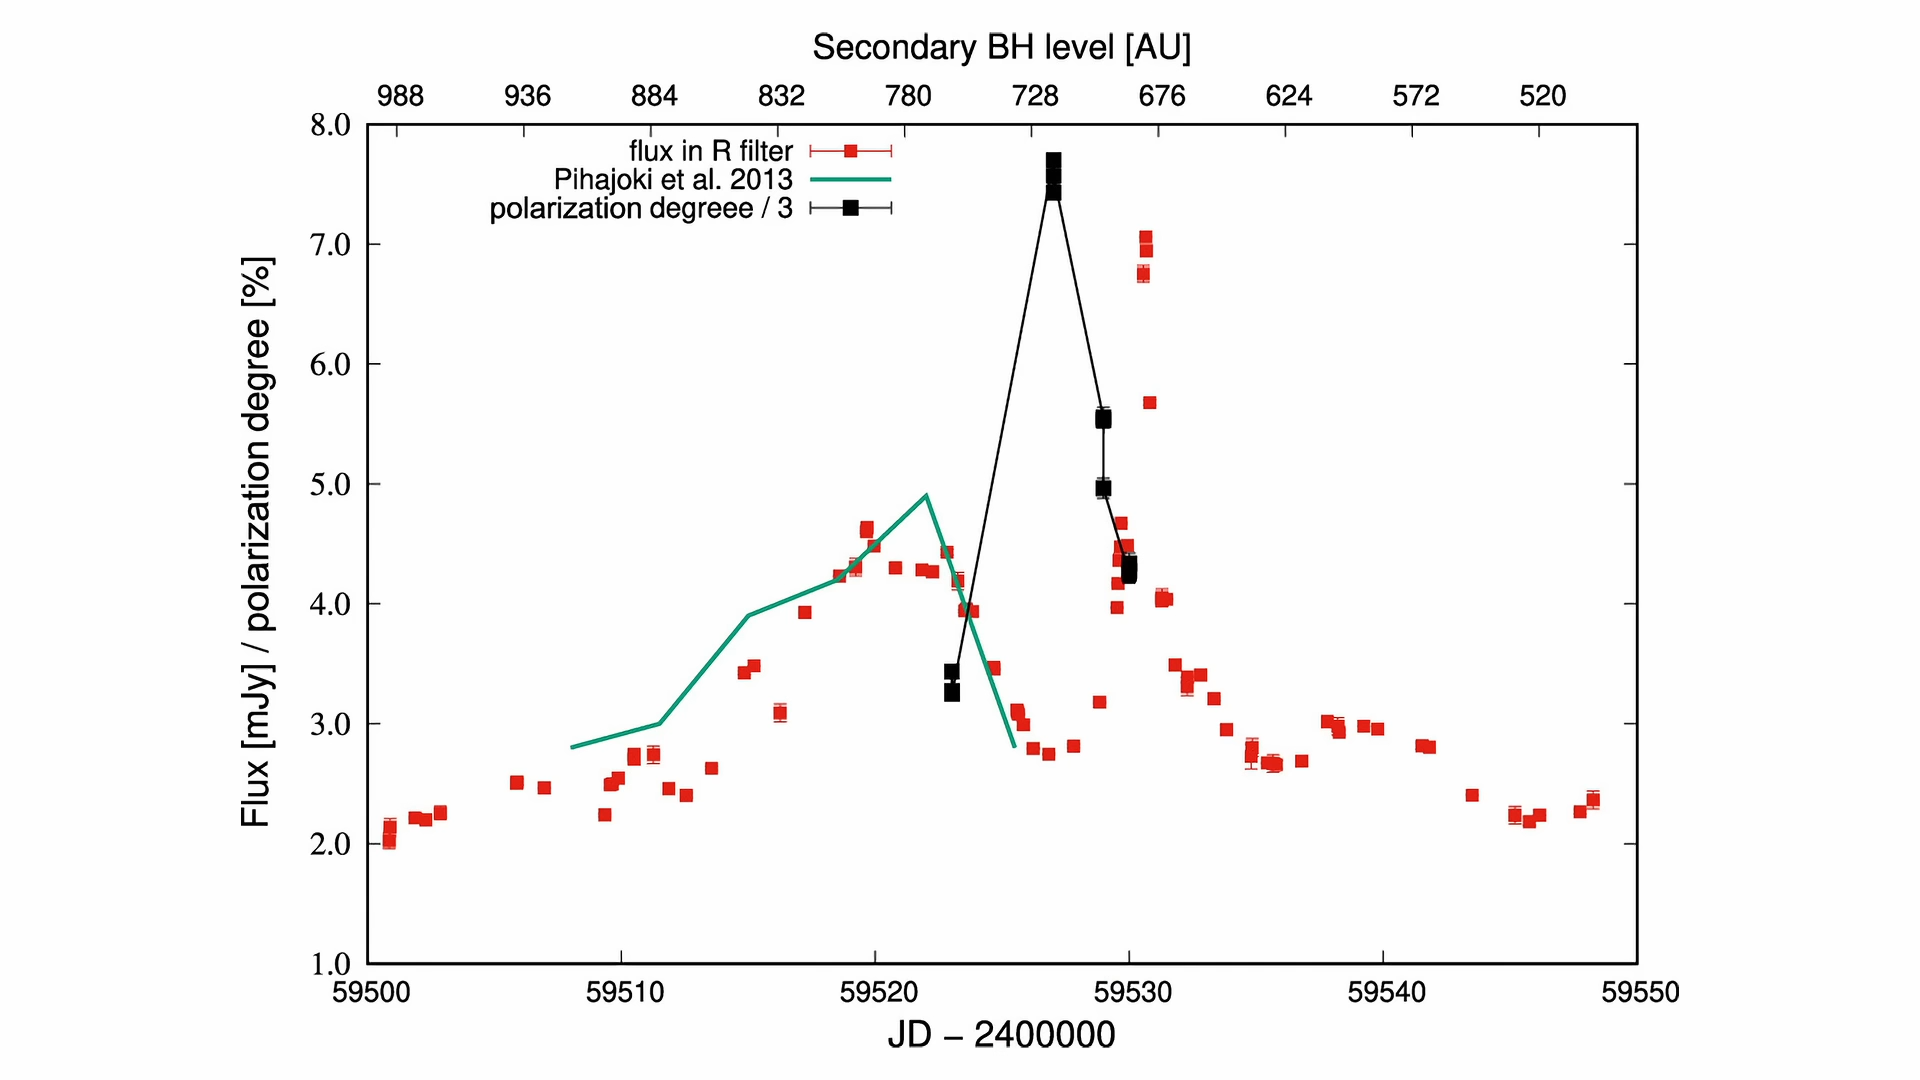 Secondary BH level [AU]
988 936 884 832 780 728 676 624 572 520
8.0
flux in R filter
Pihajoki et al. 2013
polarization degreee / 3
7.0
6.0
5.0
4.0
3.0
2.0
1.0
Flux [mJy] / polarization degree [%]
59500 59510 59520 59530 59540 59550
JD – 2400000